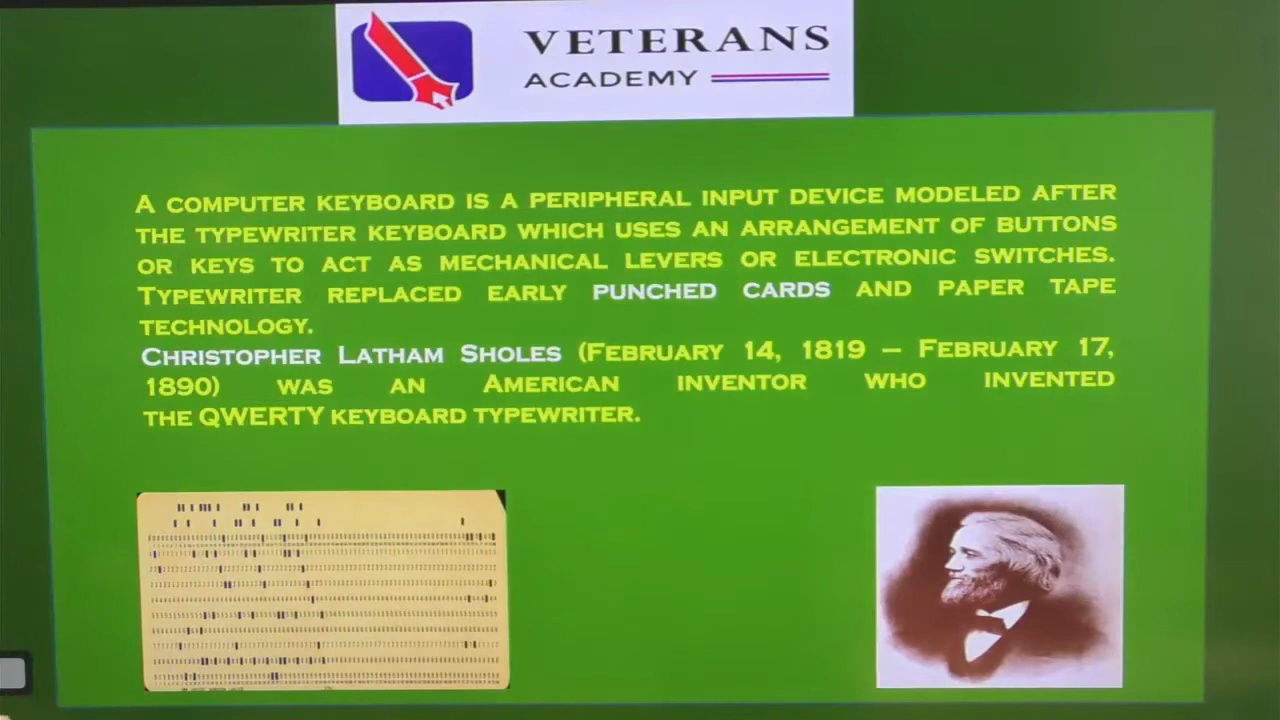 VETERANS
ACADEMY
A COMPUTER KEYBOARD IS A PERIPHERAL INPUT DEVICE MODELED AFTER
THE TYPEWRITER KEYBOARD WHICH USES AN ARRANGEMENT OF BUTTONS
OR KEYS TO ACT AS MECHANICAL LEVERS OR ELECTRONIC SWITCHES.
TYPEWRITER REPLACED EARLY PUNCHED CARDS AND PAPER TAPE
TECHNOLOGY.
CHRISTOPHER LATHAM SHOLES (FEBRUARY 14, 1819 – FEBRUARY 17,
1890) WAS AN AMERICAN INVENTOR WHO INVENTED
THE QWERTY KEYBOARD TYPEWRITER.